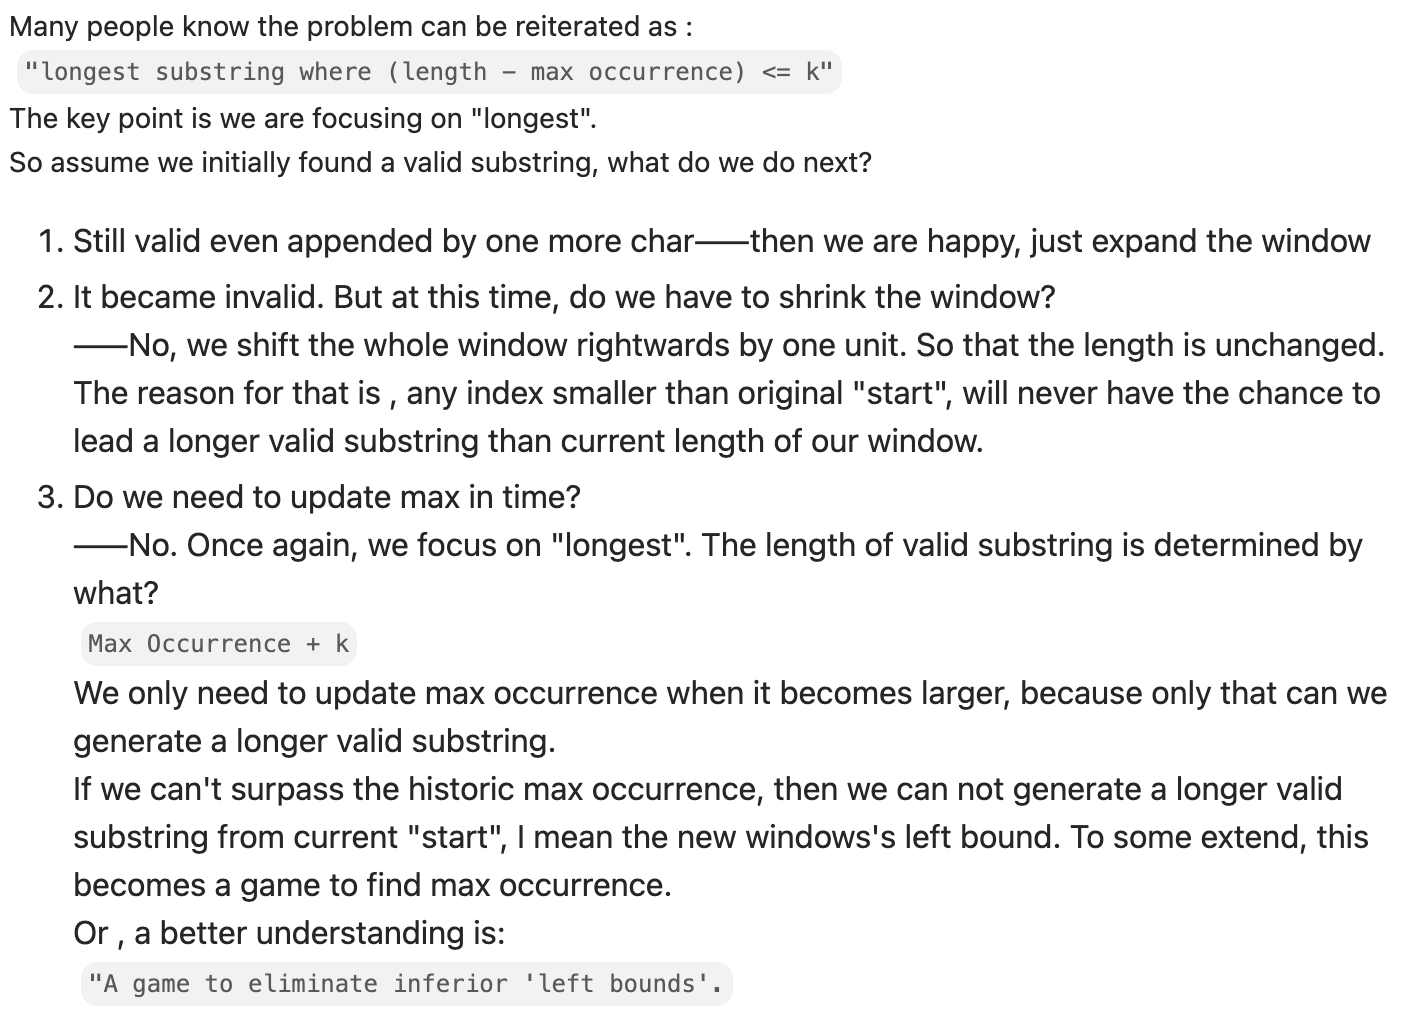 Many people know the problem can be reiterated as :
"longest substring where (length - max occurrence) <= k"
The key point is we are focusing on "longest".
So assume we initially found a valid substring, what do we do next?
1. Still valid even appended by one more char——then we are happy, just expand the window
2. It became invalid. But at this time, do we have to shrink the window?
——No, we shift the whole window rightwards by one unit. So that the length is unchanged.
The reason for that is , any index smaller than original "start", will never have the chance to
lead a longer valid substring than current length of our window.
3. Do we need to update max in time?
——No. Once again, we focus on "longest". The length of valid substring is determined by
what?
Max Occurrence + k
We only need to update max occurrence when it becomes larger, because only that can we
generate a longer valid substring.
If we can't surpass the historic max occurrence, then we can not generate a longer valid
substring from current "start", I mean the new windows's left bound. To some extend, this
becomes a game to find max occurrence.
Or , a better understanding is:
"A game to eliminate inferior 'left bounds'.